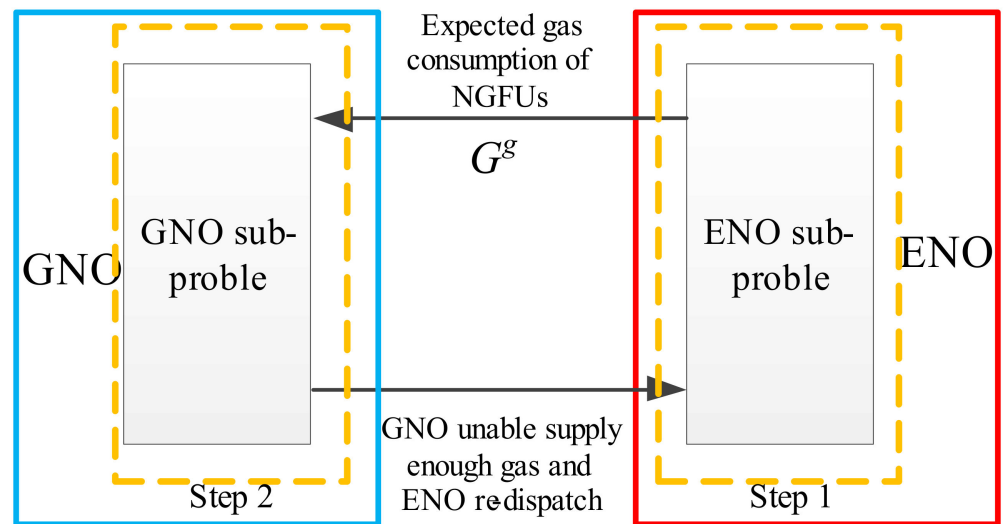 Expected gas
consumption of
NGFUs
G^g
GNO
GNO sub-
proble
ENO sub-
proble
ENO
GNO unable supply
enough gas and
ENO re-dispatch
Step 2
Step 1